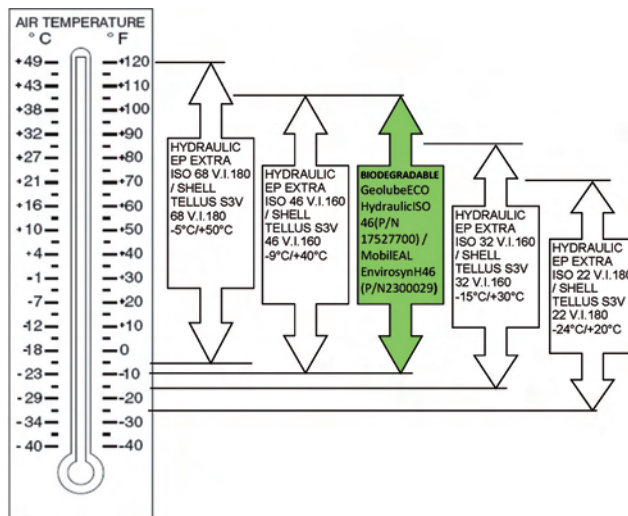 AIR TEMPERATURE
° C ° F
+49 +120
+43 +110
+38 +100
+32 +90
+27 +80
+21 +70
+16 +60
+10 +50
+4 +40
-1 +30
-7 +20
-12 +10
-18 0
-23 -10
-29 -20
-34 -30
-40 -40
HYDRAULIC
EP EXTRA
ISO 68 V.I.180
/ SHELL
TELLUS S3V
68 V.I.180
-5°C/+50°C
HYDRAULIC
EP EXTRA
ISO 46 V.I.160
/ SHELL
TELLUS S3V
46 V.I.160
-9°C/+40°C
BIODEGRADABLE
GeolubeECO
HydraulicISO
46(P/N
17527700) /
MobilEAL
EnvirosynH46
(P/N2300029)
HYDRAULIC
EP EXTRA
ISO 32 V.I.160
/ SHELL
TELLUS S3V
32 V.I.160
-15°C/+30°C
HYDRAULIC
EP EXTRA
ISO 22 V.I.180
/ SHELL
TELLUS S3V
22 V.I.180
-24°C/+20°C